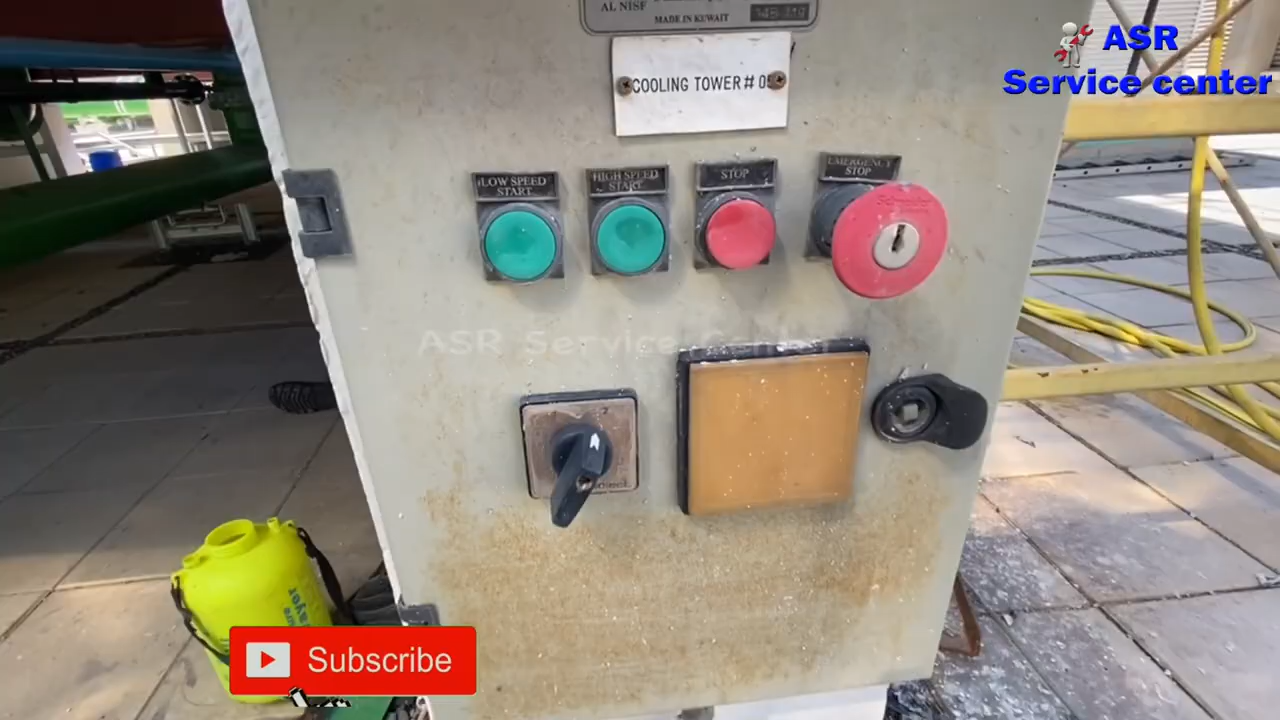 AL NISF
MADE IN KUWAIT
COOLING TOWER # 0
LOW SPEED
START
HIGH SPEED
START
STOP
EMERGENCY
STOP
ASR
Service center
ASR Service Center
Subscribe